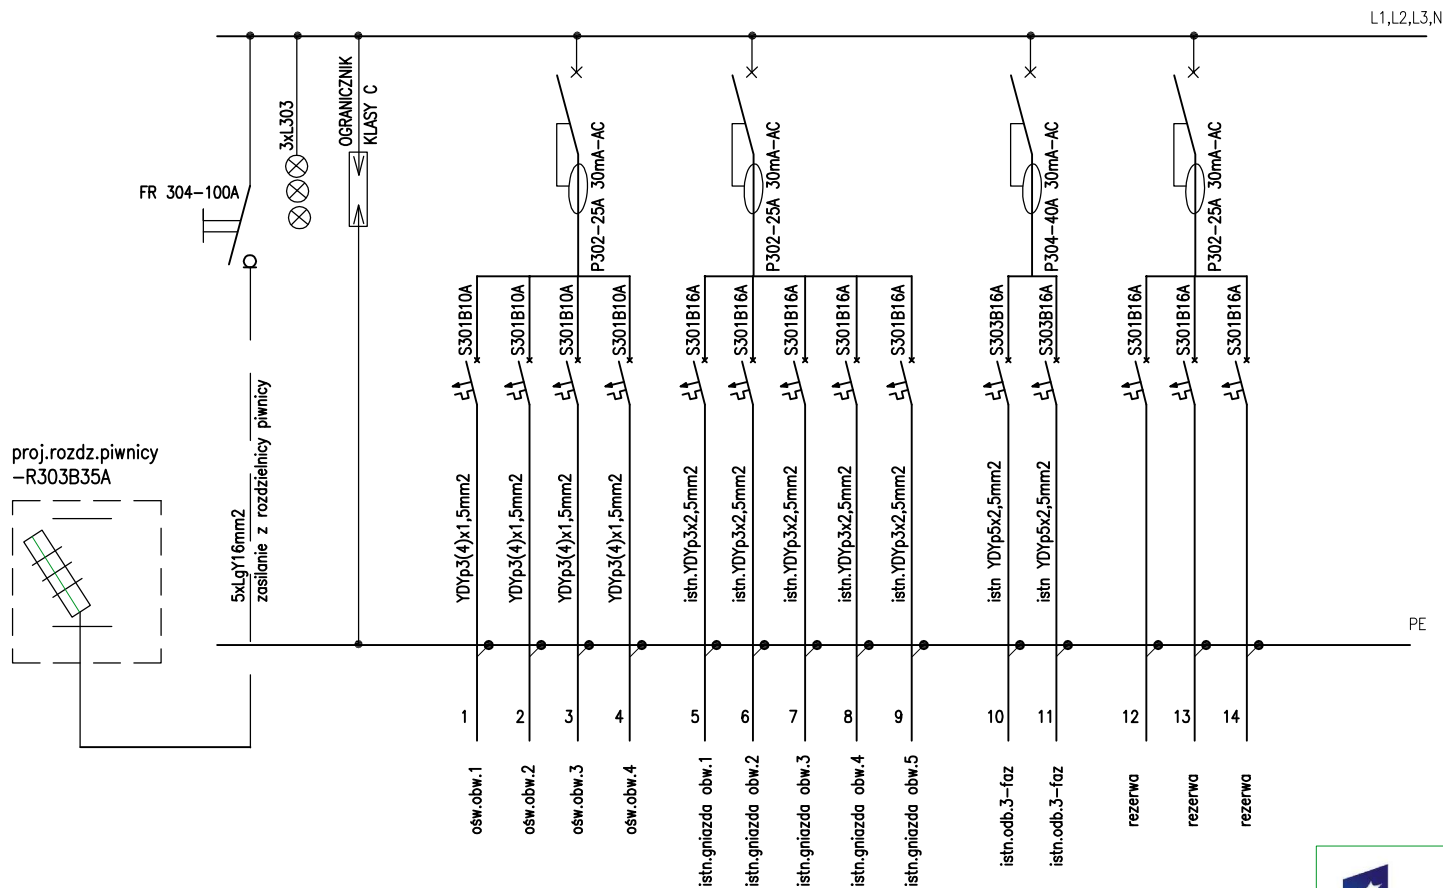 L1,L2,L3,N
3xL303
OGRANICZNIK
KLASY C
FR 304-100A
P302-25A 30mA-AC
P302-25A 30mA-AC
P304-40A 30mA-AC
P302-25A 30mA-AC
S301B10A
S301B10A
S301B10A
S301B10A
S301B16A
S301B16A
S301B16A
S301B16A
S301B16A
S303B16A
S303B16A
S301B16A
S301B16A
S301B16A
proj.rozdz.piwnicy
-R303B35A
5xLgY16mm2
zasilanie z rozdzielnicy piwnicy
YDYp3(4)x1,5mm2
YDYp3(4)x1,5mm2
YDYp3(4)x1,5mm2
YDYp3(4)x1,5mm2
istn.YDYp3x2,5mm2
istn.YDYp3x2,5mm2
istn.YDYp3x2,5mm2
istn.YDYp3x2,5mm2
istn.YDYp3x2,5mm2
istn YDYp5x2,5mm2
istn YDYp5x2,5mm2
PE
1
2
3
4
5
6
7
8
9
10
11
12
13
14
ośw.obw.1
ośw.obw.2
ośw.obw.3
ośw.obw.4
istn.gniazda obw.1
istn.gniazda obw.2
istn.gniazda obw.3
istn.gniazda obw.4
istn.gniazda obw.5
istn.odb.3-faz
istn.odb.3-faz
rezerwa
rezerwa
rezerwa